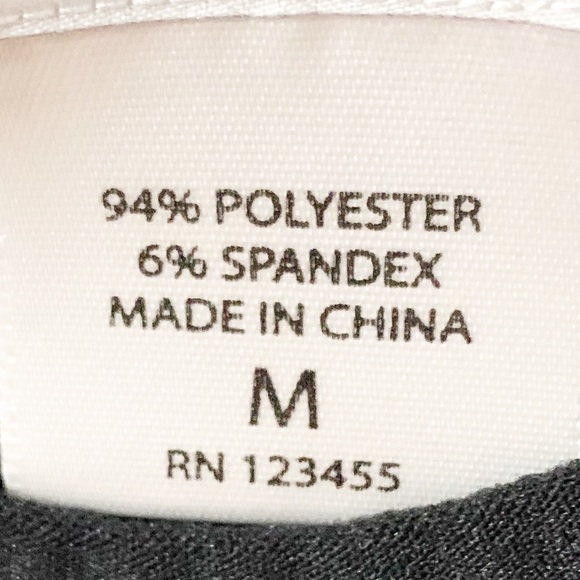 94% POLYESTER
6% SPANDEX
MADE IN CHINA
M
RN 123455